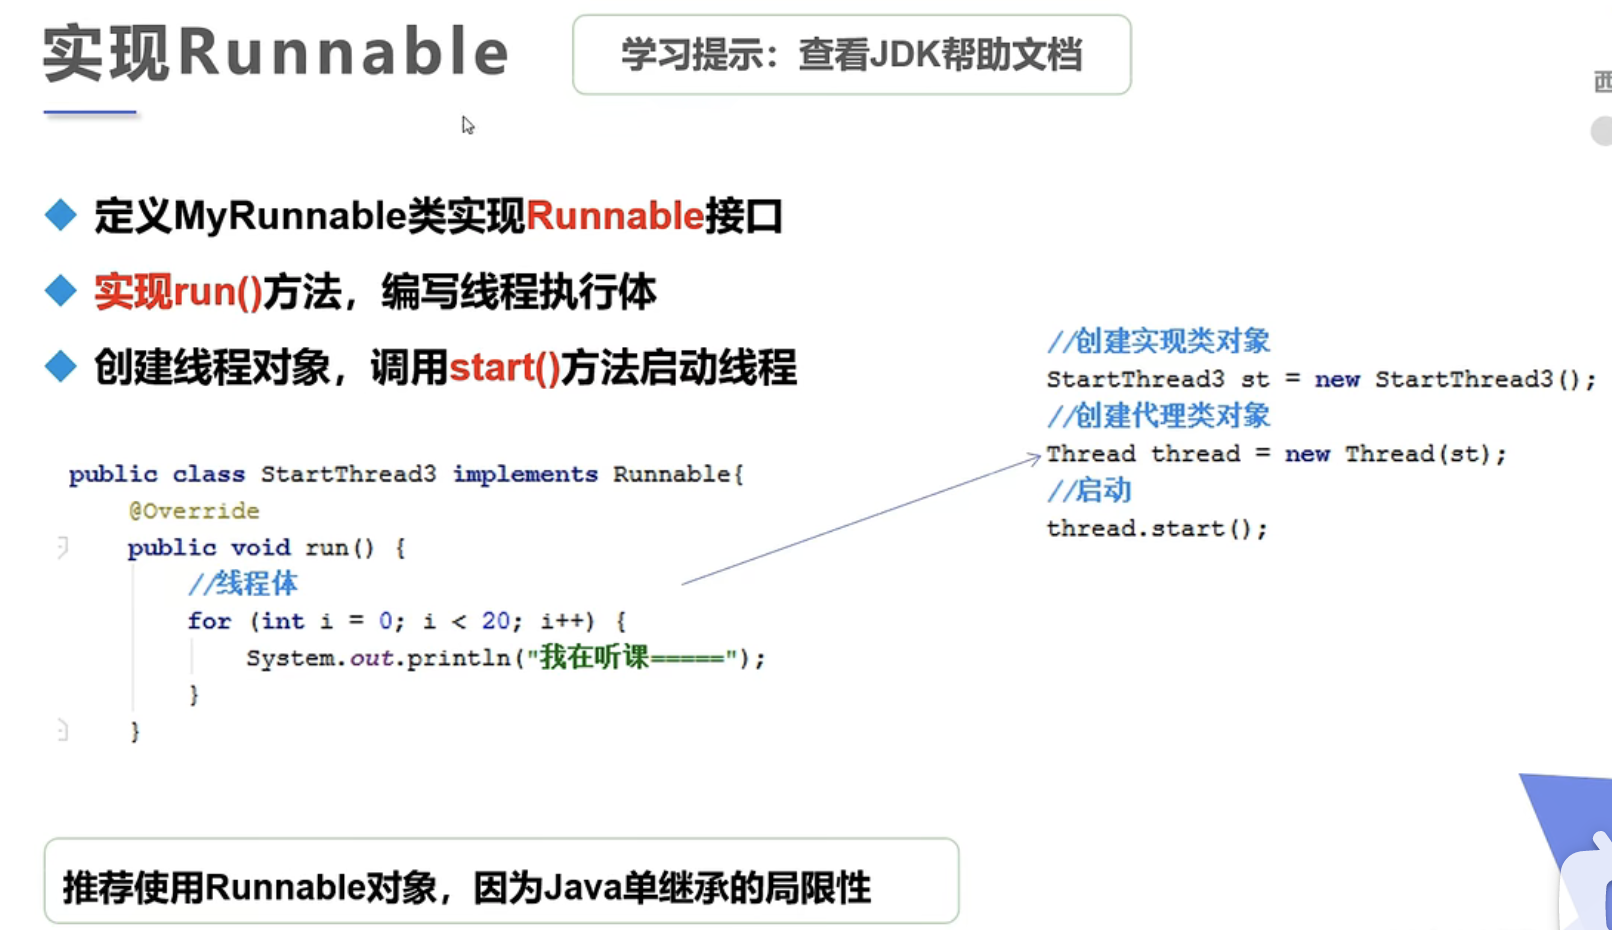 实现Runnable
学习提示：查看JDK帮助文档
西
定义MyRunnable类实现Runnable接口
实现run()方法，编写线程执行体
创建线程对象，调用start()方法启动线程
public class StartThread3 implements Runnable{
@Override
public void run() {
//线程体
for (int i = 0; i < 20; i++) {
System.out.println("我在听课=====");
}
}
//创建实现类对象
StartThread3 st = new StartThread3();
//创建代理类对象
Thread thread = new Thread(st);
//启动
thread.start();
推荐使用Runnable对象，因为Java单继承的局限性